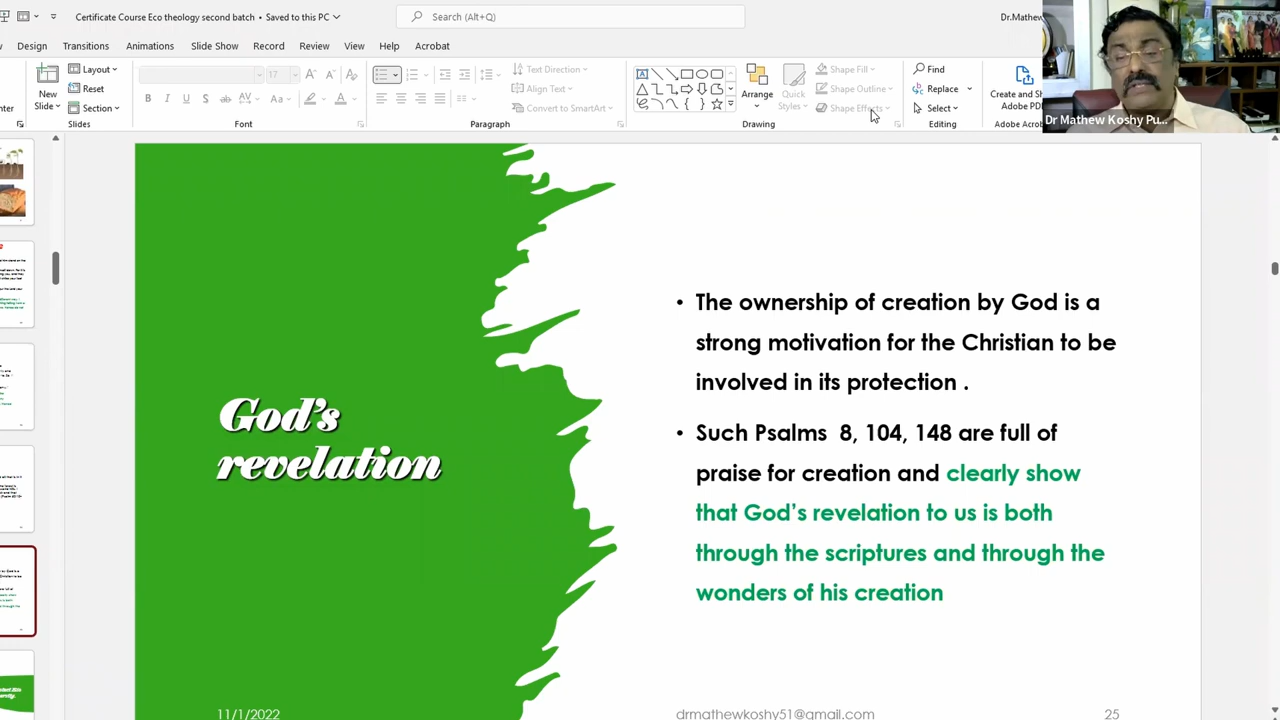 Certificate Course Eco theology second batch • Saved to this PC
Search (Alt+Q)
Dr.Mathew
Design Transitions Animations Slide Show Record Review View Help Acrobat
New Slide
Layout
Reset
Section
Slides
17
Font
Text Direction
Align Text
Convert to SmartArt
Paragraph
Arrange
Quick Styles
Shape Fill
Shape Outline
Shape Effects
Drawing
Find
Replace
Select
Editing
Create and Sh
Adobe PD
Adobe Acro
Dr Mathew Koshy Pu...
God's
revelation
• The ownership of creation by God is a
strong motivation for the Christian to be
involved in its protection .
• Such Psalms 8, 104, 148 are full of
praise for creation and clearly show
that God's revelation to us is both
through the scriptures and through the
wonders of his creation
11/1/2022
drmathewkoshy51@gmail.com
25